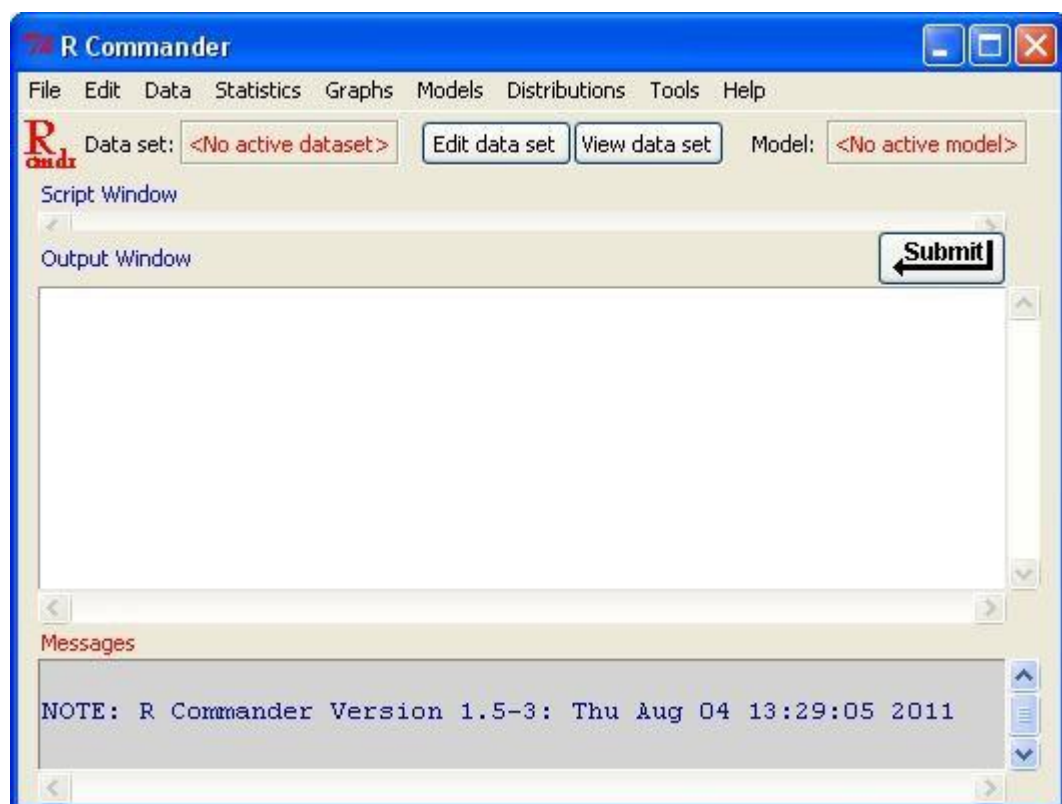 R Commander
File Edit Data Statistics Graphs Models Distributions Tools Help
R cmdr Data set: <No active dataset> Edit data set View data set Model: <No active model>
Script Window
Output Window Submit
Messages
NOTE: R Commander Version 1.5-3: Thu Aug 04 13:29:05 2011